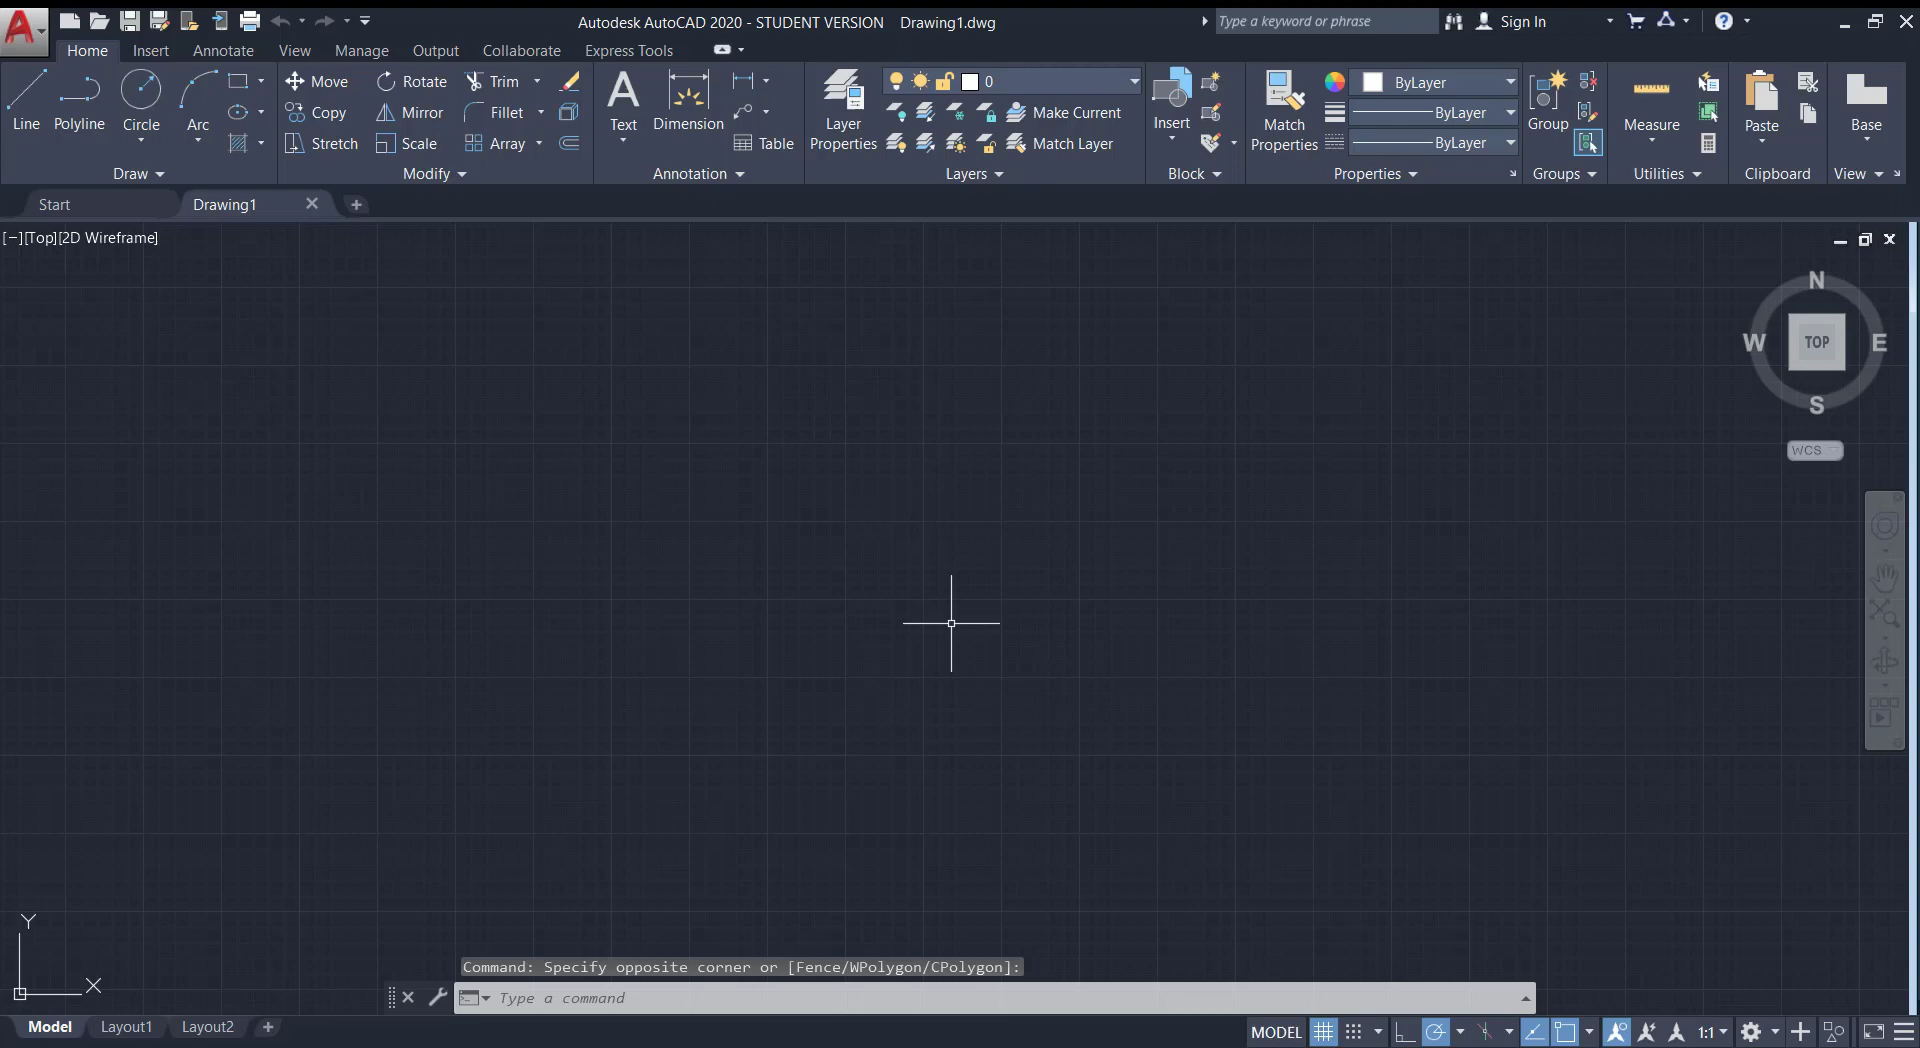 Autodesk AutoCAD 2020 - STUDENT VERSION Drawing1.dwg
Type a keyword or phrase
Sign In
Home Insert Annotate View Manage Output Collaborate Express Tools
Line Polyline Circle Arc
Draw
Move Rotate Trim
Copy Mirror Fillet
Stretch Scale Array
Modify
Text Dimension Table
Annotation
Layer Properties
0
Make Current
Match Layer
Layers
Insert
Block
Match Properties
ByLayer
ByLayer
ByLayer
Properties
Group
Groups
Measure
Utilities
Paste
Clipboard
Base
View
Start Drawing1
[−][Top][2D Wireframe]
N
W TOP E
S
WCS
Y
X
Command: Specify opposite corner or [Fence/WPolygon/CPolygon]:
Type a command
Model Layout1 Layout2
MODEL 1:1